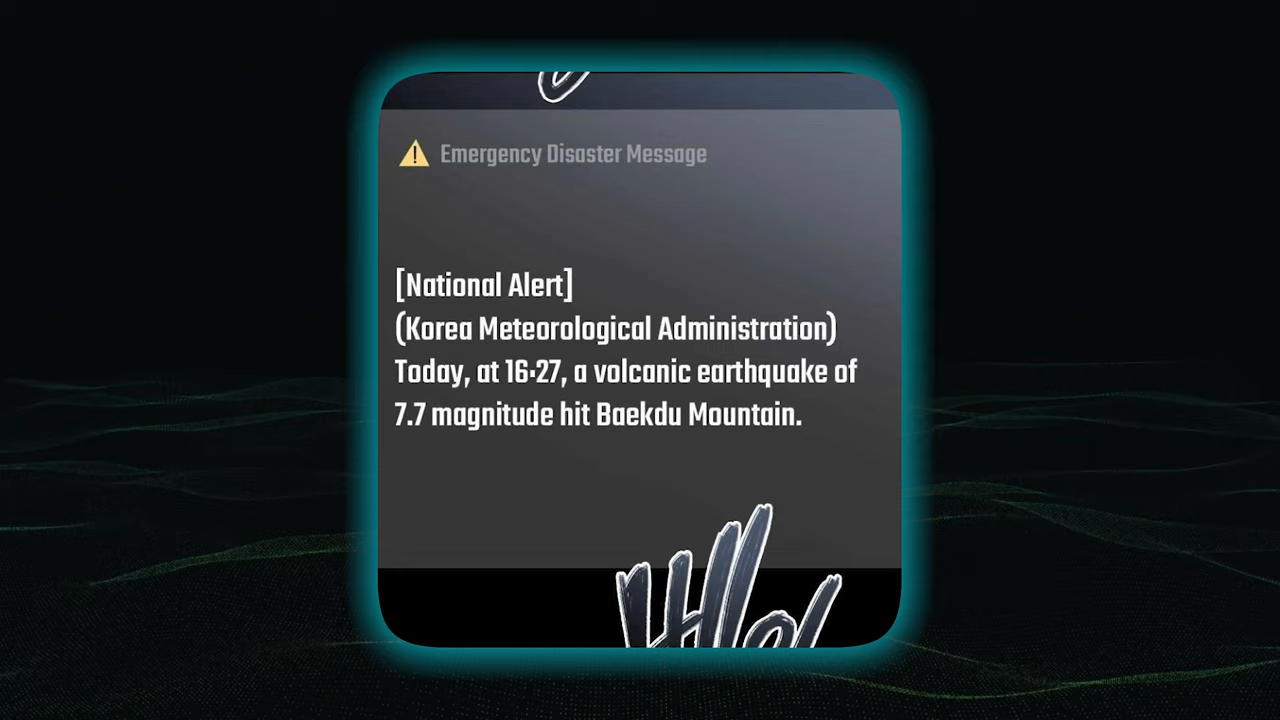 Emergency Disaster Message
[National Alert]
(Korea Meteorological Administration)
Today, at 16:27, a volcanic earthquake of
7.7 magnitude hit Baekdu Mountain.